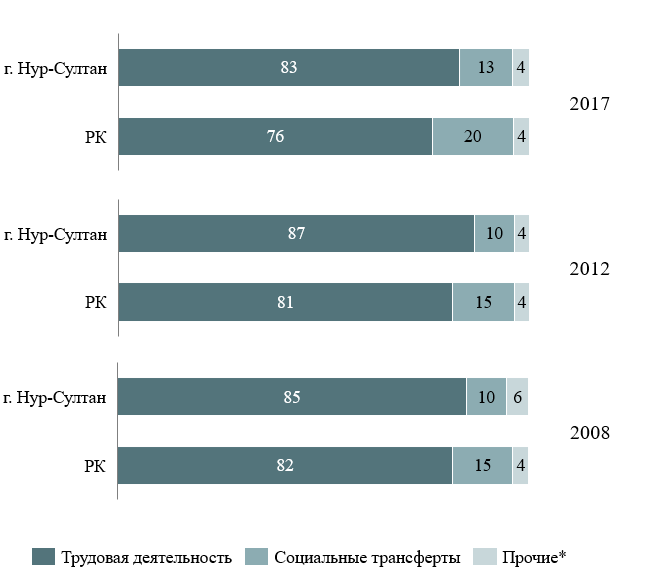 г. Нур-Султан 83 13 4
2017
РК 76 20 4
г. Нур-Султан 87 10 4
2012
РК 81 15 4
г. Нур-Султан 85 10 6
2008
РК 82 15 4
Трудовая деятельность Социальные трансферты Прочие*